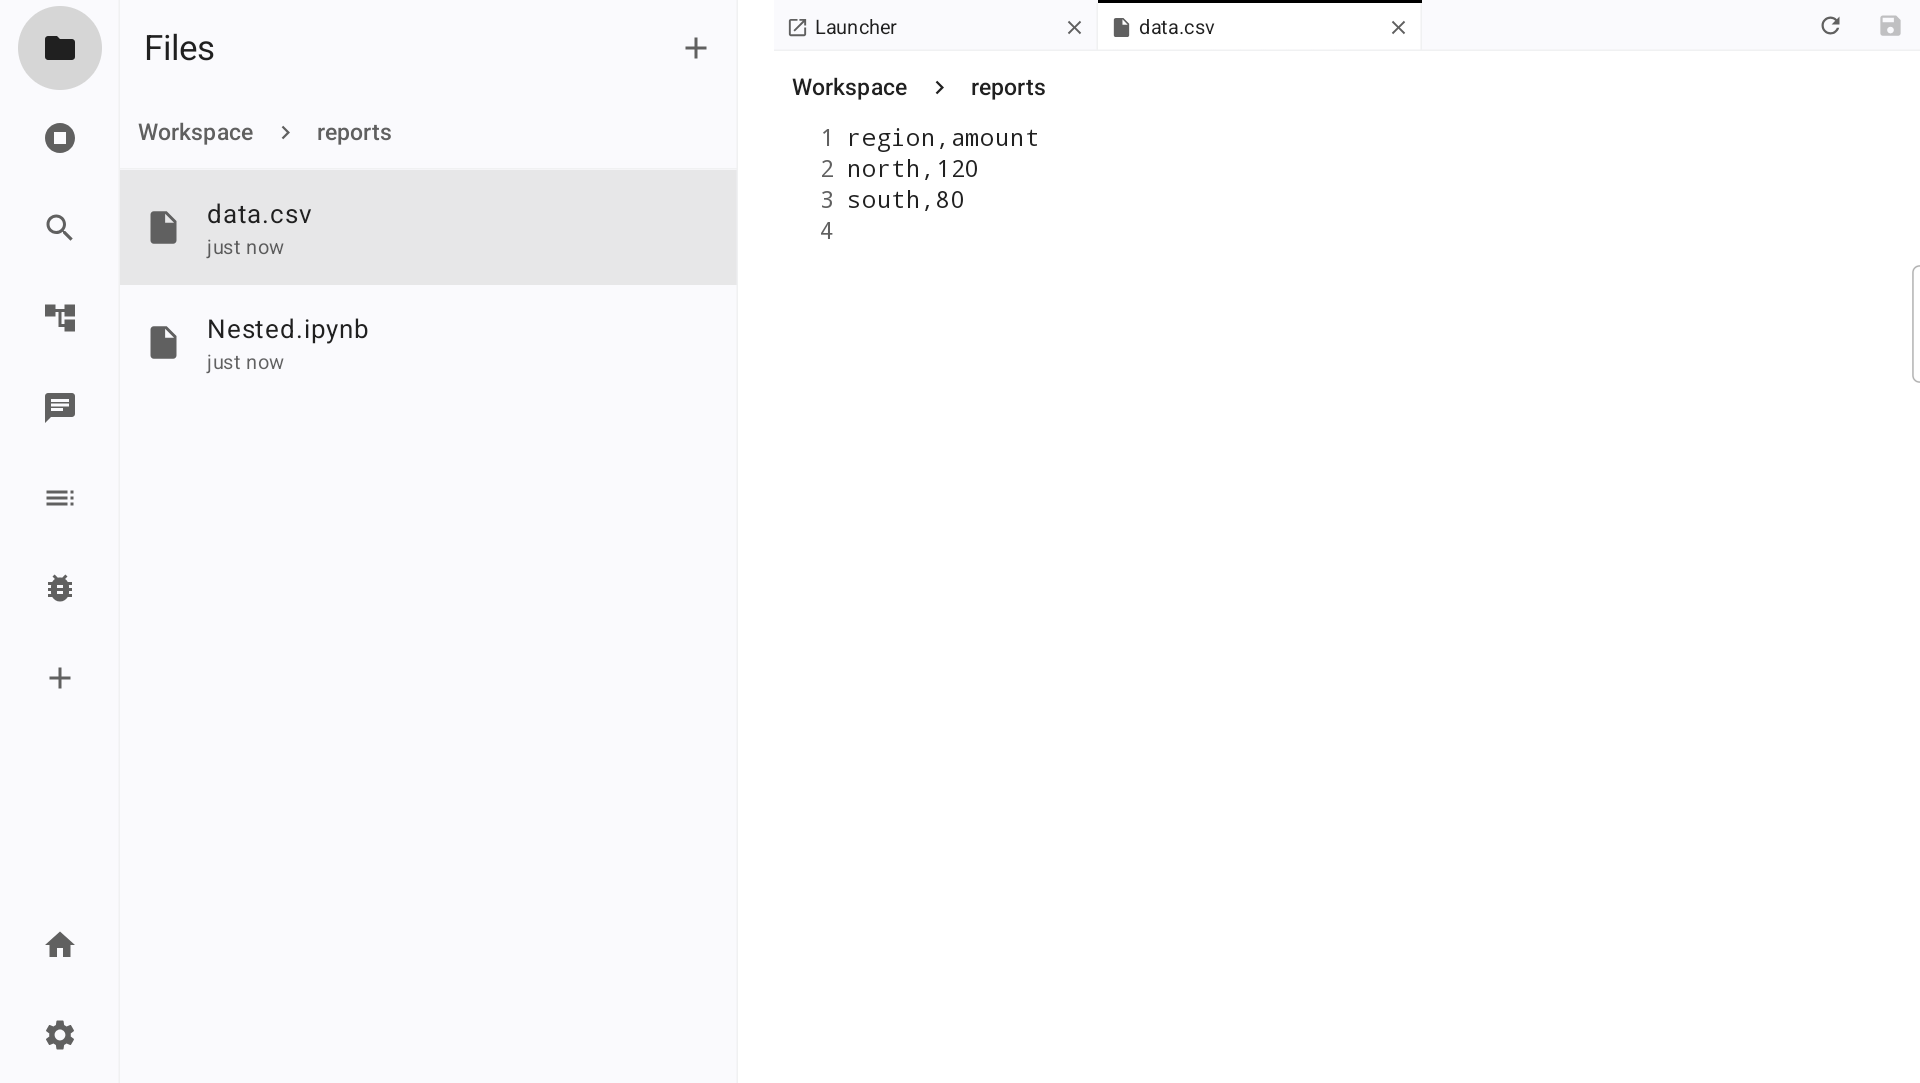 Files
Workspace > reports
data.csv
just now
Nested.ipynb
just now
Launcher
data.csv
Workspace > reports
1 region,amount
2 north,120
3 south,80
4